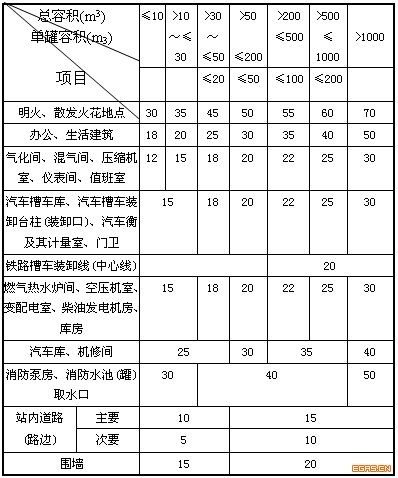 总容积(m³) ≤10 >10 >30 >50 >200 >500 >1000
单罐容积(m₃) ～≤ ～ ≤200 ≤500 ≤
30 ≤50 1000
项目 ≤20 ≤50 ≤100 ≤200
明火、散发火花地点 30 35 45 50 55 60 70
办公、生活建筑 18 20 25 30 35 40 50
气化间、混气间、压缩机 12 15 18 20 22 25 30
室、仪表间、值班室
汽车槽车库、汽车槽车装 15 18 20 22 25 30
卸台柱(装卸口)、汽车衡
及其计量室、门卫
铁路槽车装卸线(中心线) 20
燃气热水炉间、空压机室、 15 18 20 22 25 30
变配电室、柴油发电机房、
库房
汽车库、机修间 25 30 35 40
消防泵房、消防水池(罐) 30 40 50
取水口
站内道路 主要 10 15
(路边) 次要 5 10
围墙 15 20
EGAS.CN